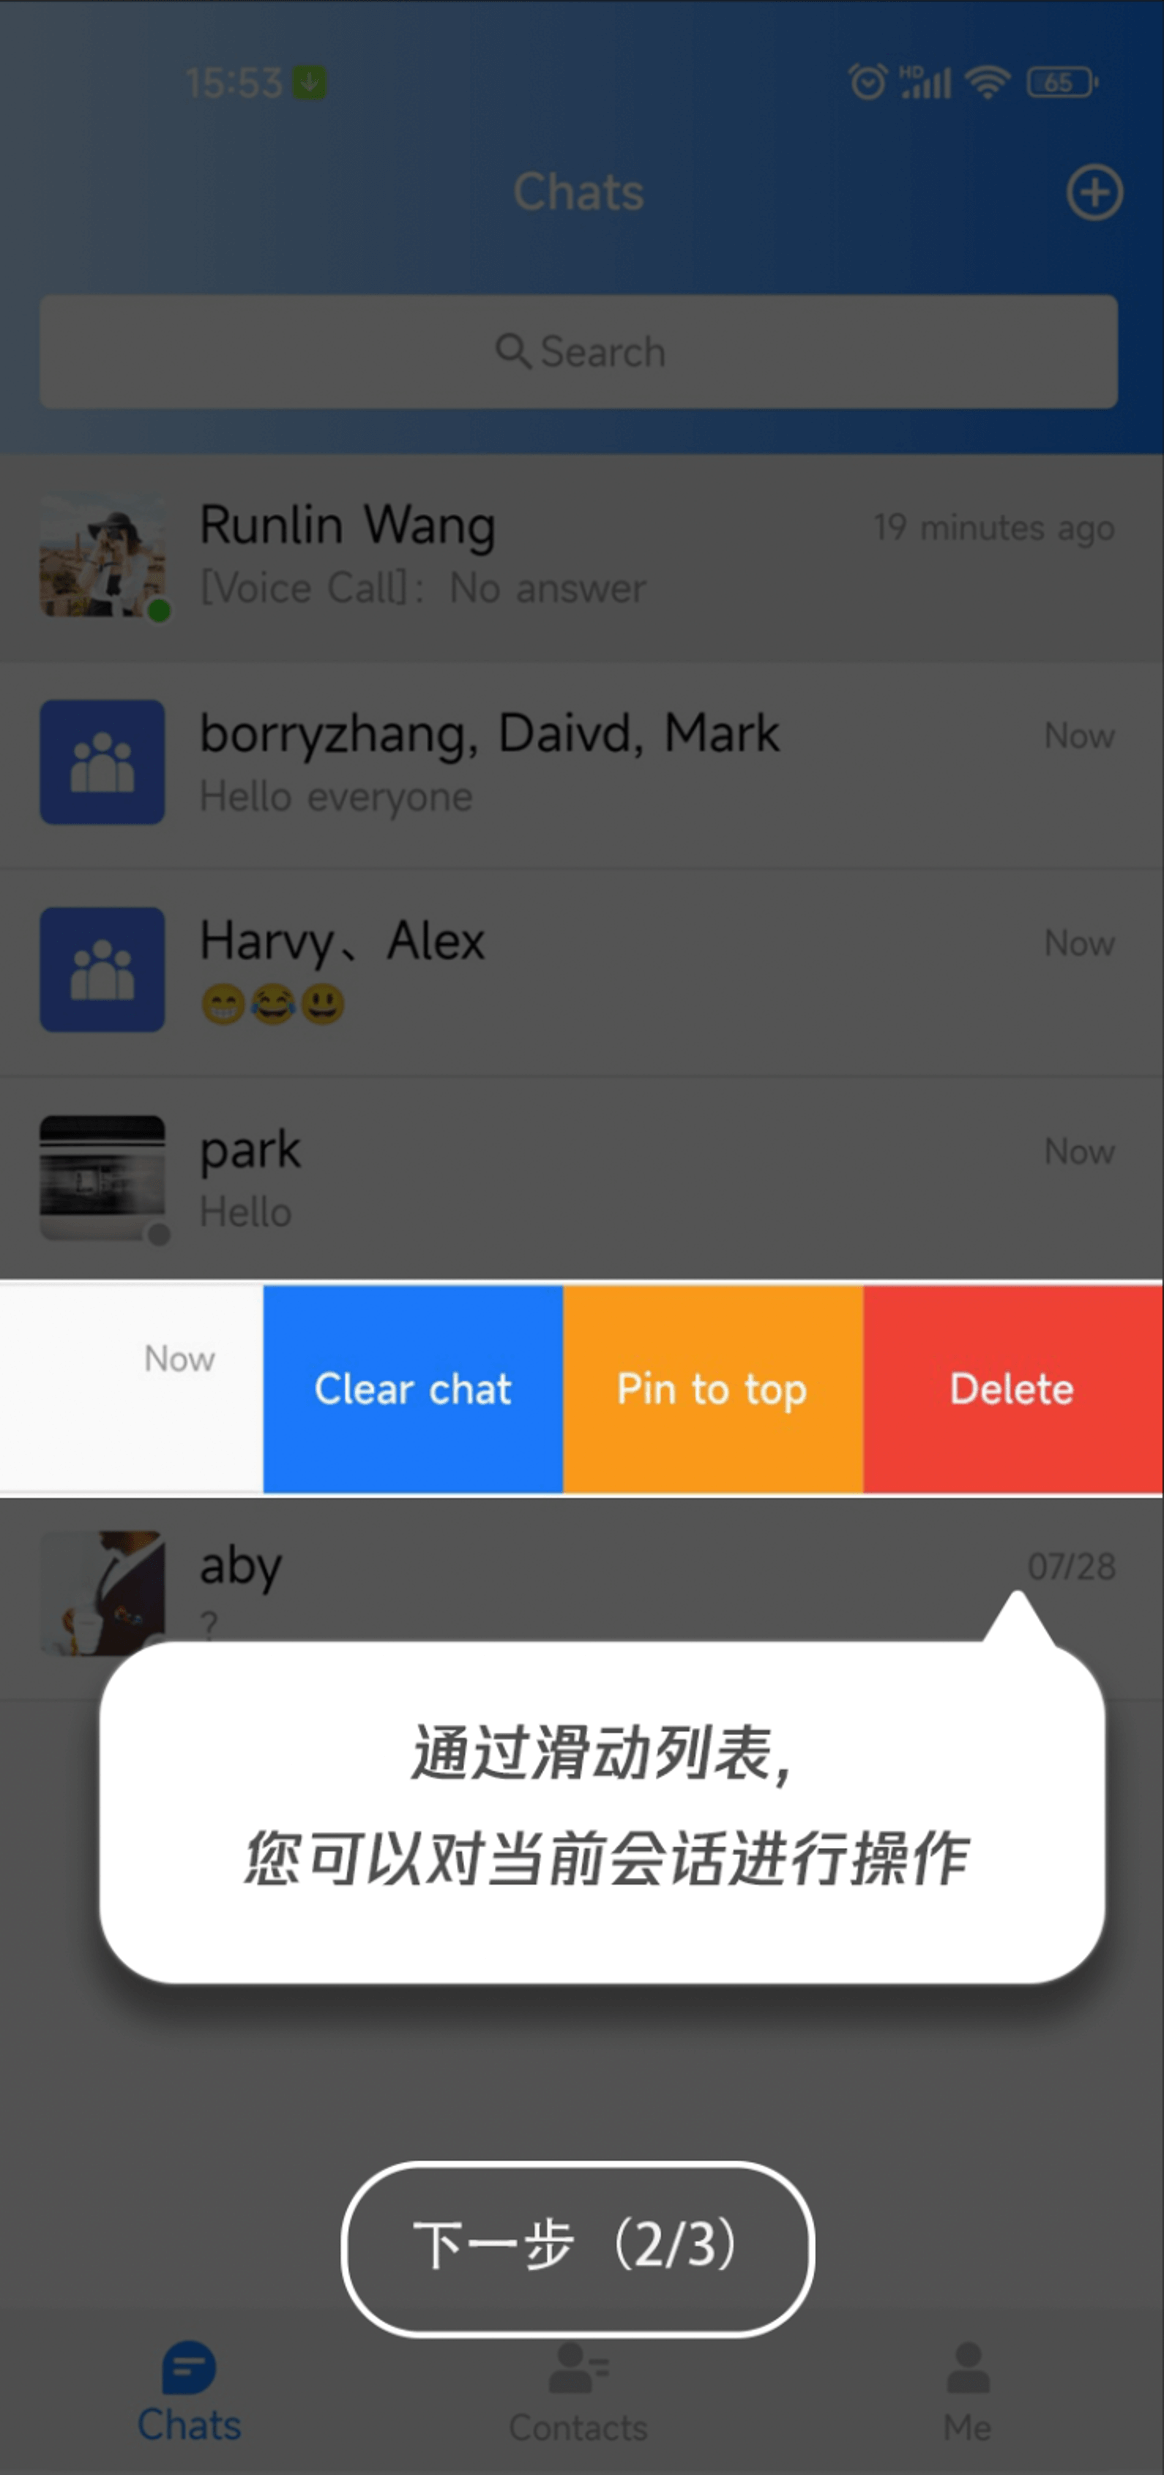 15:53 HD 65
Chats
Search
Runlin Wang 19 minutes ago
[Voice Call]: No answer
borryzhang, Daivd, Mark Now
Hello everyone
Harvy、Alex Now
😁😂😃
park Now
Hello
Now Clear chat Pin to top Delete
aby 07/28
?
通过滑动列表，
您可以对当前会话进行操作
下一步（2/3）
Chats Contacts Me